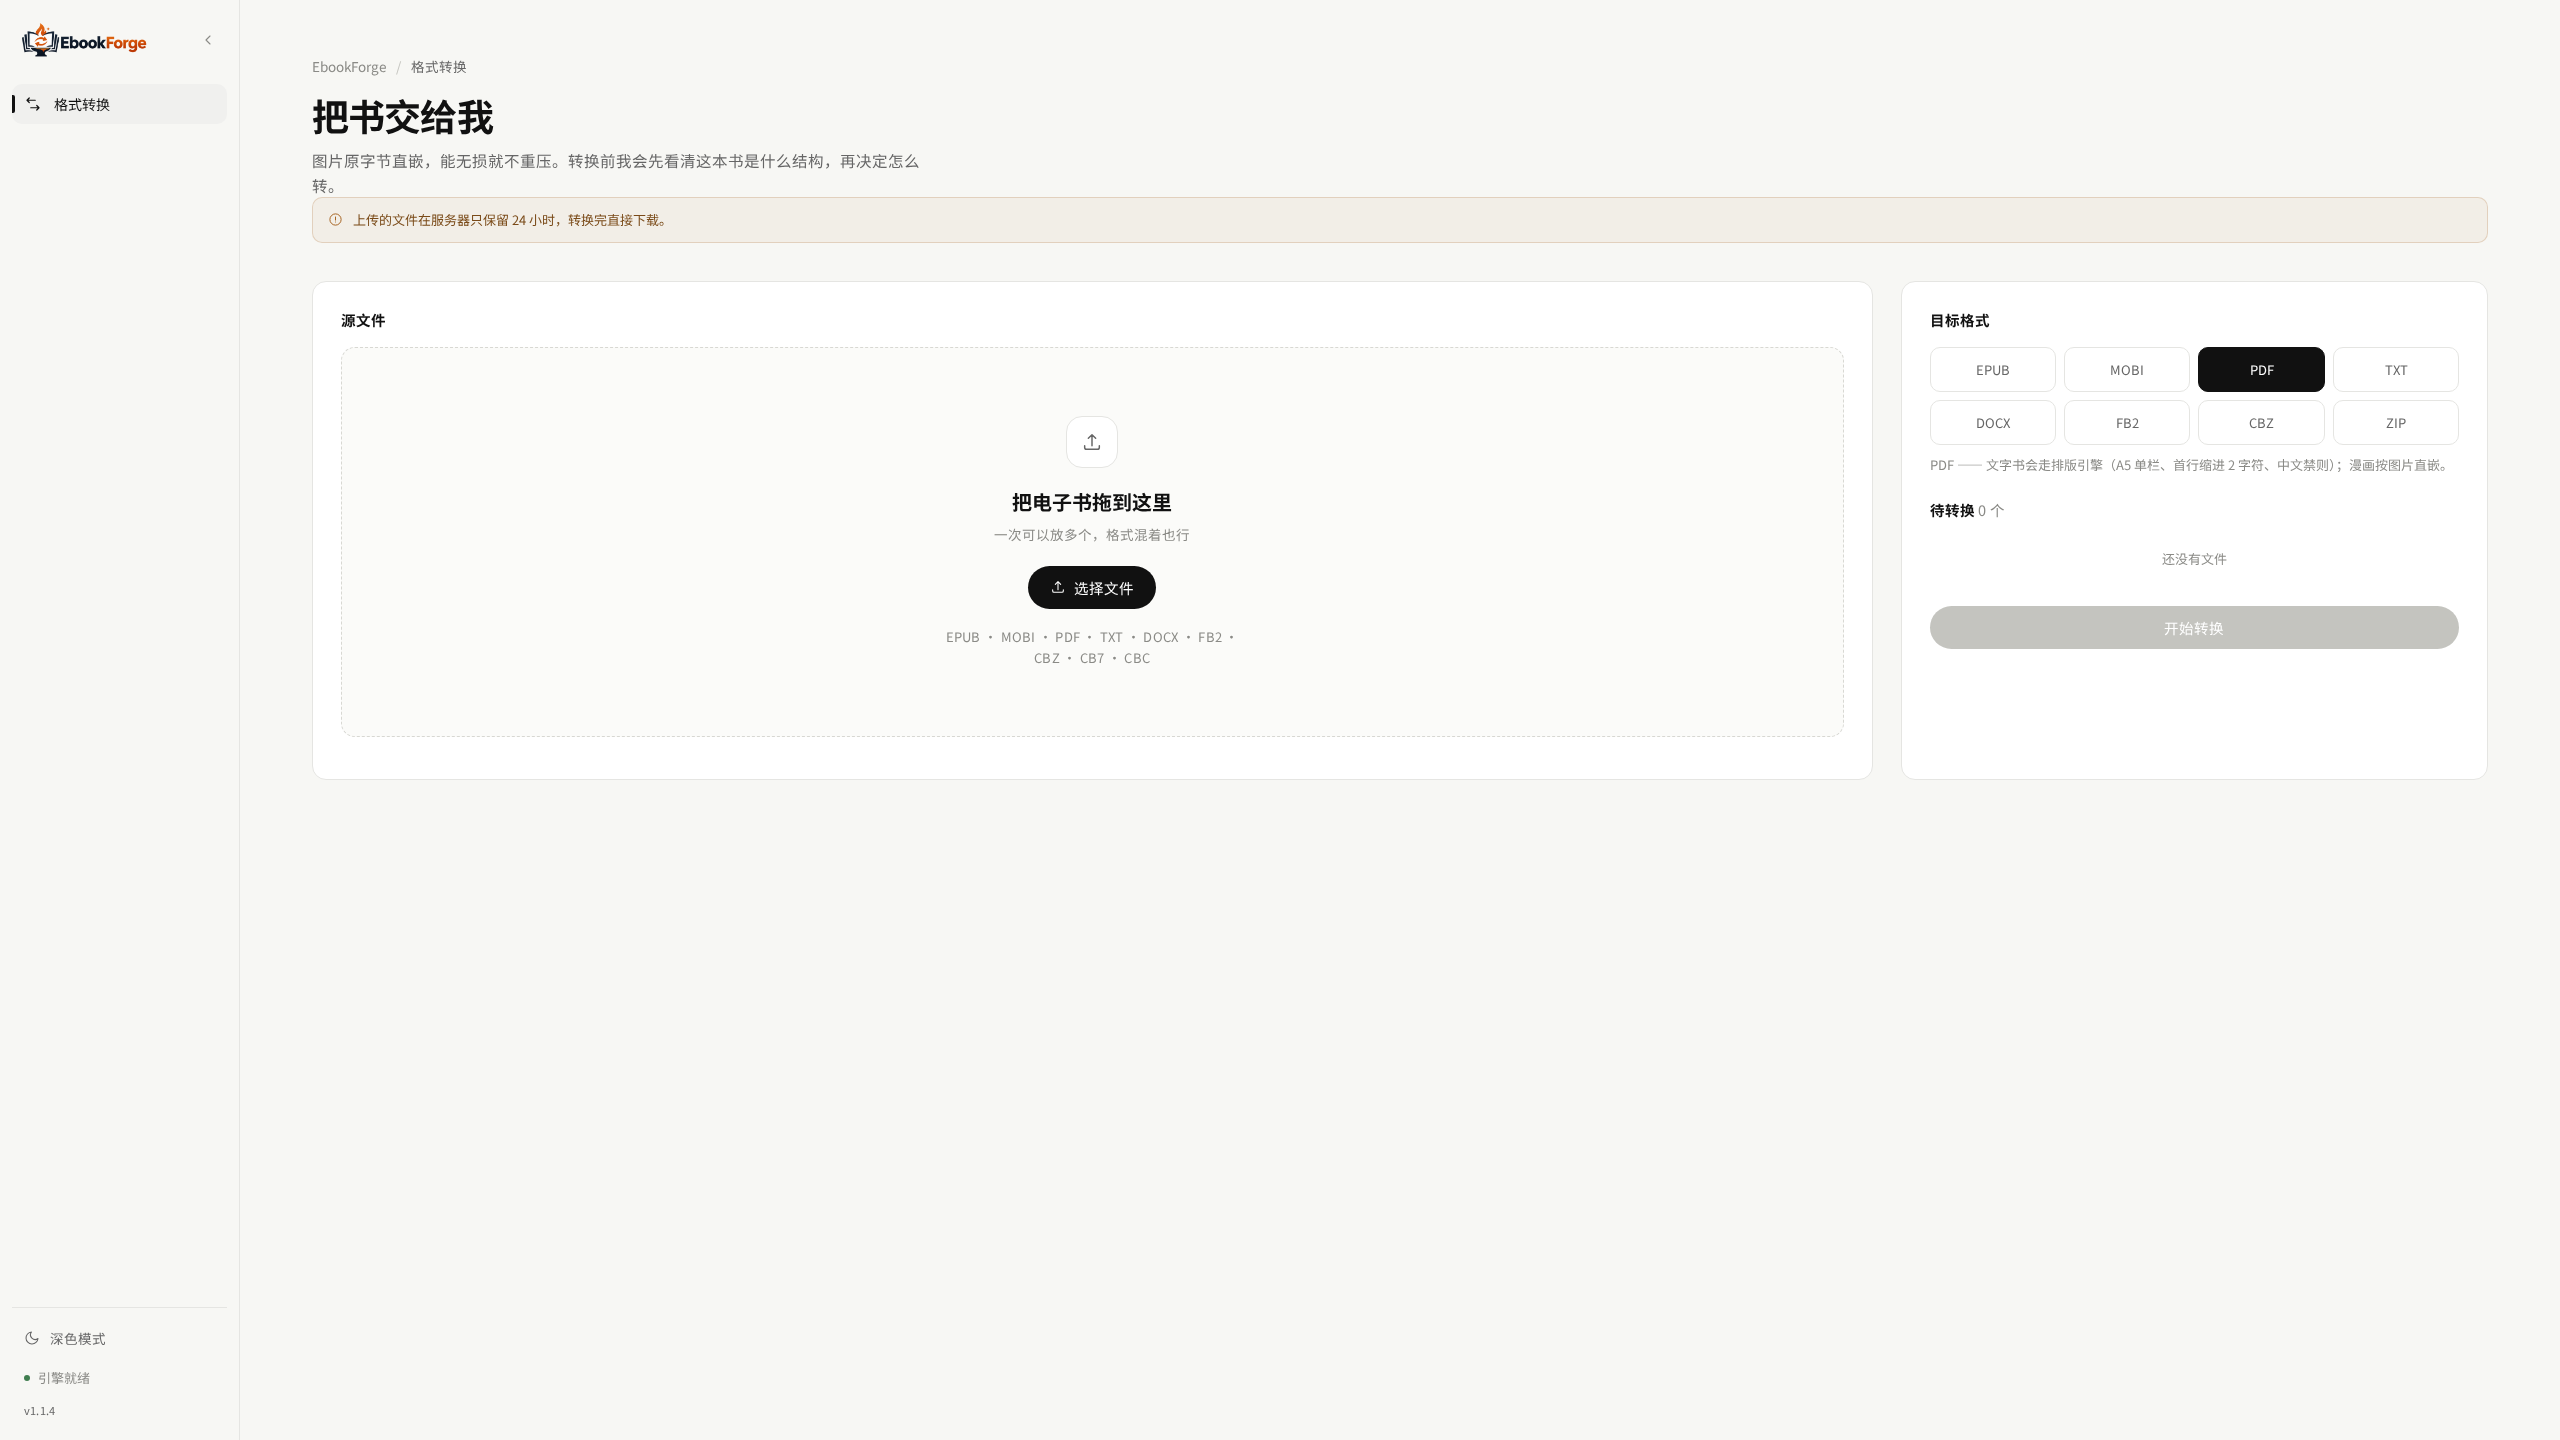 EbookForge
格式转换
EbookForge / 格式转换
把书交给我
图片原字节直嵌，能无损就不重压。转换前我会先看清这本书是什么结构，再决定怎么
转。
上传的文件在服务器只保留 24 小时，转换完直接下载。
源文件
把电子书拖到这里
一次可以放多个，格式混着也行
选择文件
EPUB · MOBI · PDF · TXT · DOCX · FB2 ·
CBZ · CB7 · CBC
目标格式
EPUB MOBI PDF TXT
DOCX FB2 CBZ ZIP
PDF —— 文字书会走排版引擎（A5 单栏、首行缩进 2 字符、中文禁则）；漫画按图片直嵌。
待转换 0 个
还没有文件
开始转换
深色模式
引擎就绪
v1.1.4